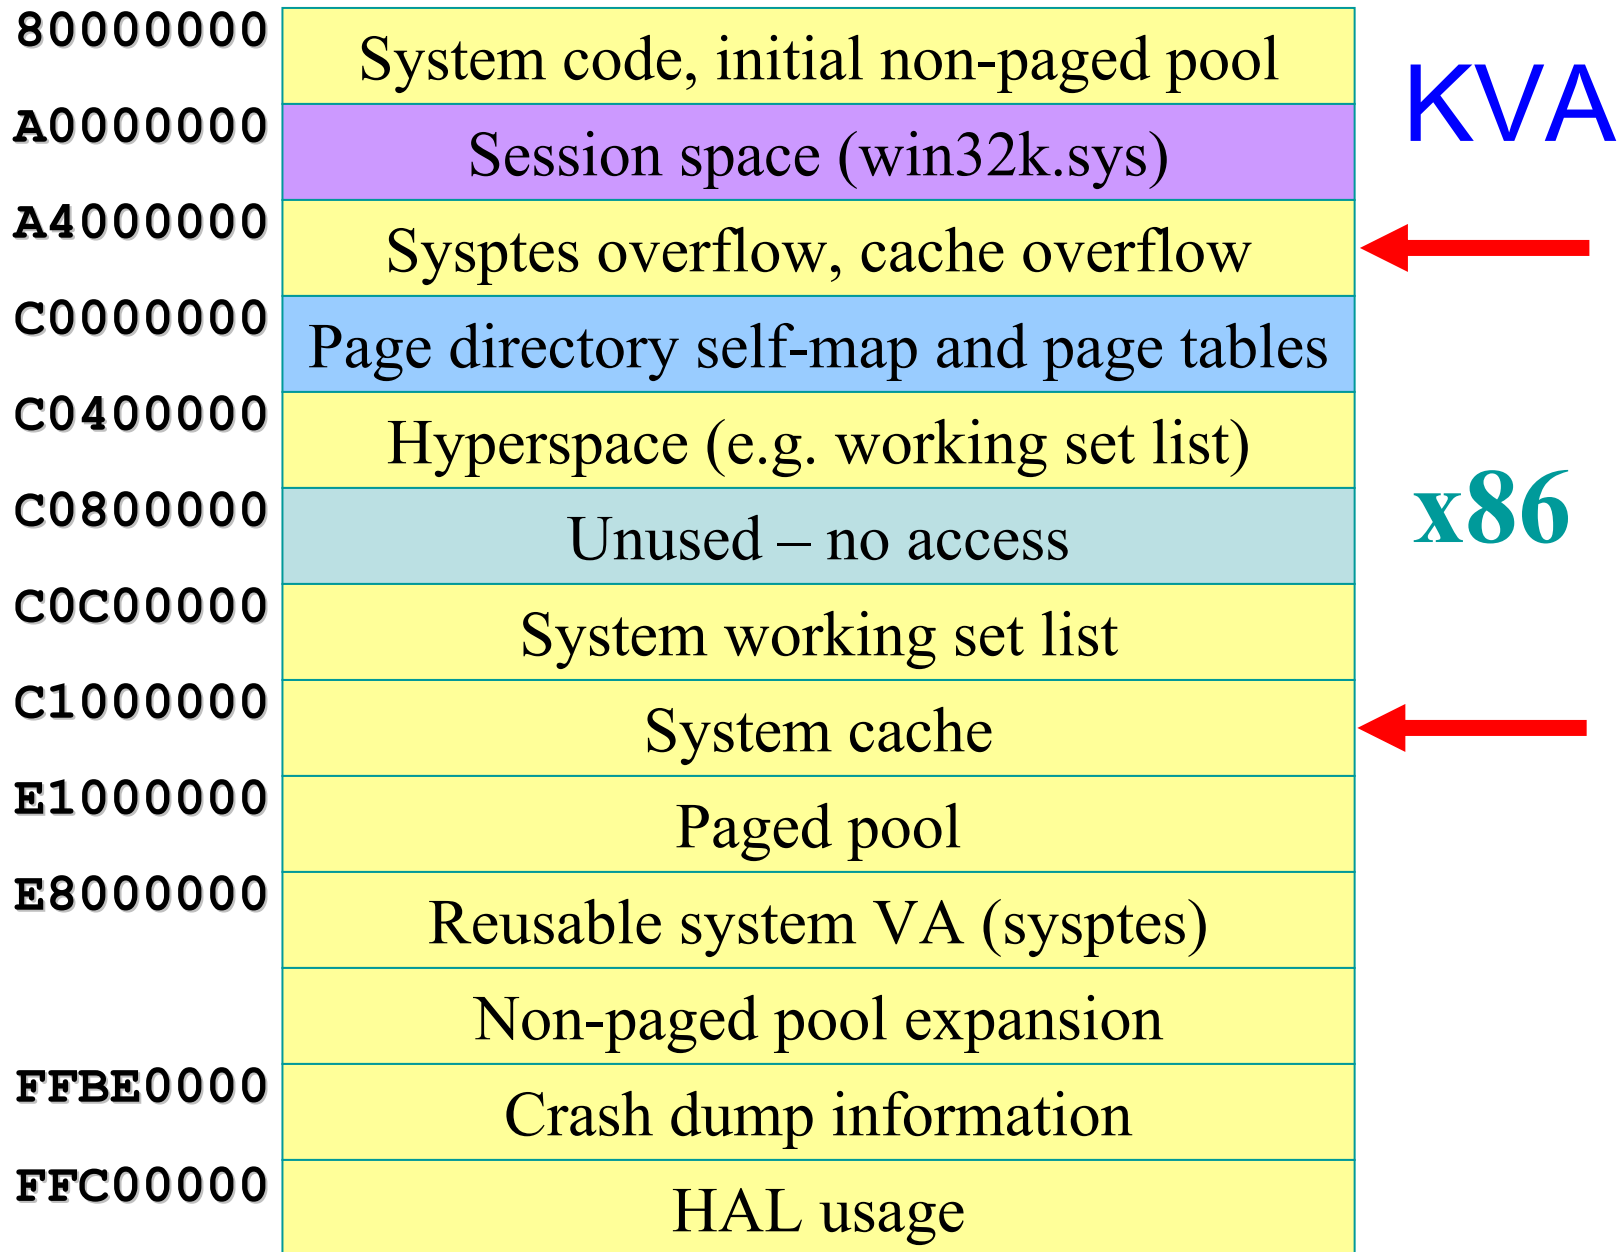 80000000
System code, initial non-paged pool
KVA
A0000000
Session space (win32k.sys)
A4000000
Sysptes overflow, cache overflow
C0000000
Page directory self-map and page tables
C0400000
Hyperspace (e.g. working set list)
x86
C0800000
Unused – no access
C0C00000
System working set list
C1000000
System cache
E1000000
Paged pool
E8000000
Reusable system VA (sysptes)
Non-paged pool expansion
FFBE0000
Crash dump information
FFC00000
HAL usage